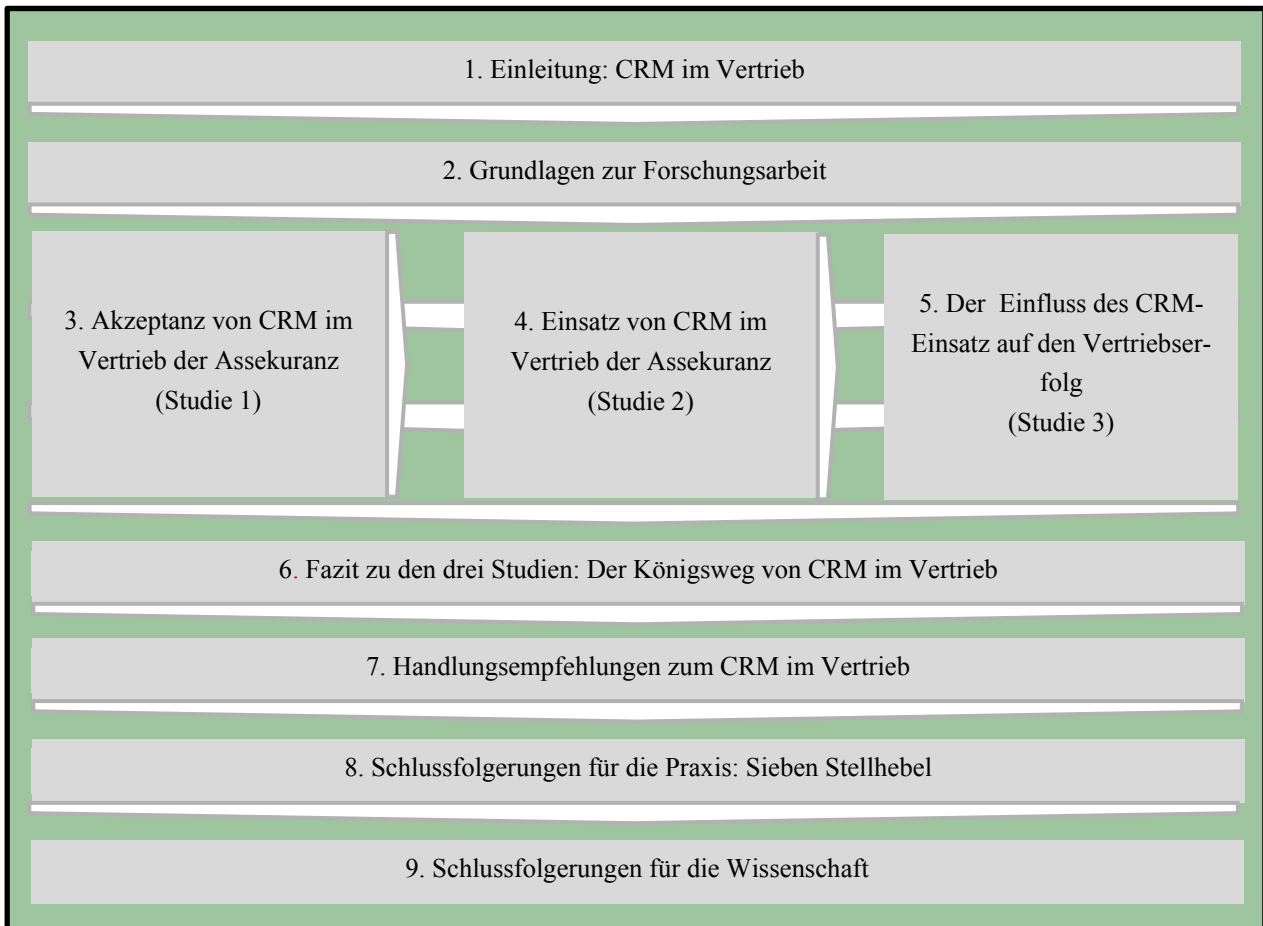 1. Einleitung: CRM im Vertrieb
2. Grundlagen zur Forschungsarbeit
3. Akzeptanz von CRM im
Vertrieb der Assekuranz
(Studie 1)
4. Einsatz von CRM im
Vertrieb der Assekuranz
(Studie 2)
5. Der Einfluss des CRM-
Einsatz auf den Vertriebser-
folg
(Studie 3)
6. Fazit zu den drei Studien: Der Königsweg von CRM im Vertrieb
7. Handlungsempfehlungen zum CRM im Vertrieb
8. Schlussfolgerungen für die Praxis: Sieben Stellhebel
9. Schlussfolgerungen für die Wissenschaft